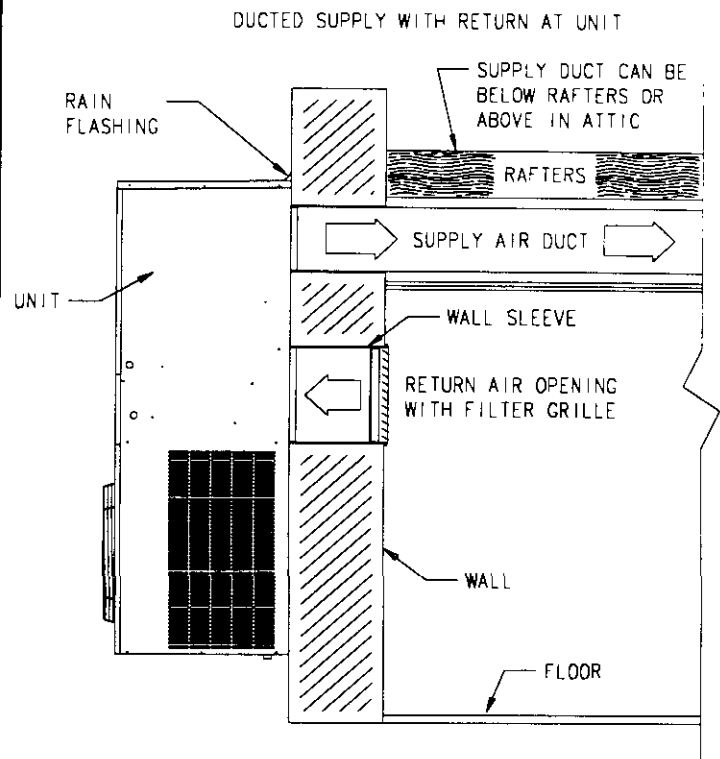 DUCTED SUPPLY WITH RETURN AT UNIT
SUPPLY DUCT CAN BE
BELOW RAFTERS OR
ABOVE IN ATTIC
RAIN
FLASHING
RAFTERS
SUPPLY AIR DUCT
UNIT
WALL SLEEVE
RETURN AIR OPENING
WITH FILTER GRILLE
WALL
FLOOR